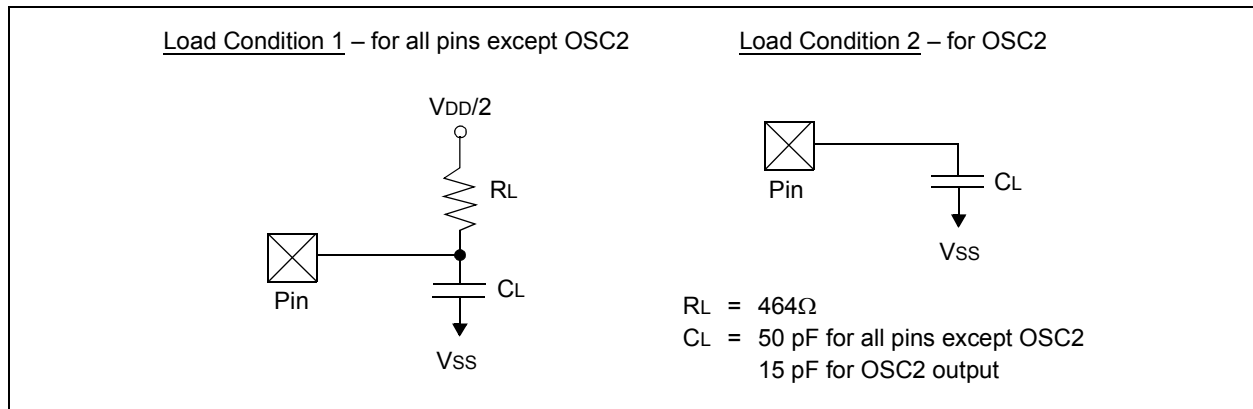 Load Condition 1 – for all pins except OSC2
VDD/2
RL
Pin
CL
VSS
Load Condition 2 – for OSC2
Pin
CL
VSS
RL = 464Ω
CL = 50 pF for all pins except OSC2
15 pF for OSC2 output